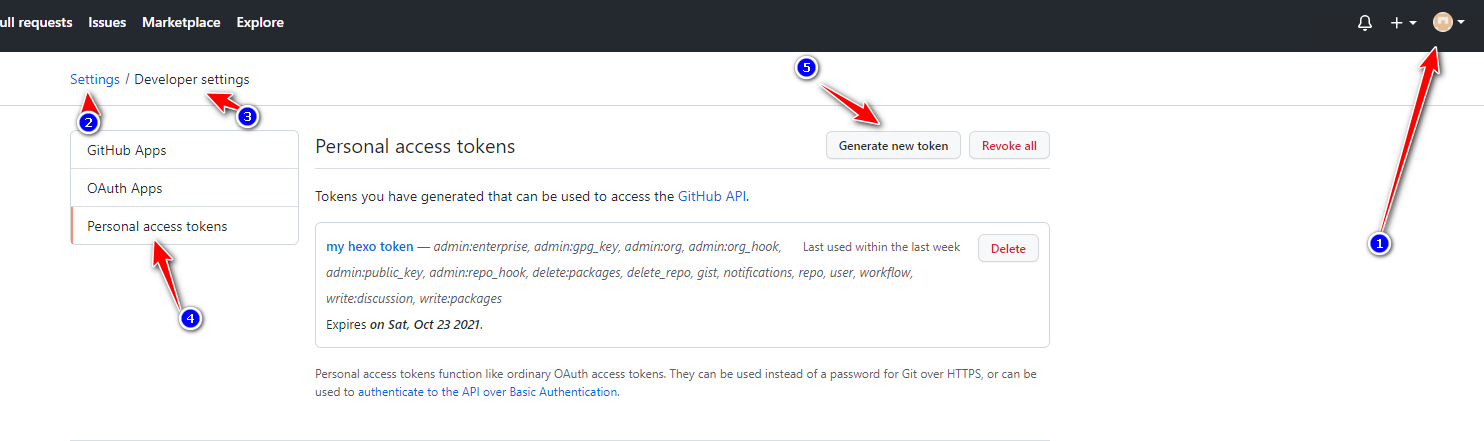 ull requests Issues Marketplace Explore
Settings / Developer settings
5
2
3
GitHub Apps
OAuth Apps
Personal access tokens
4
Personal access tokens
Generate new token
Revoke all
Tokens you have generated that can be used to access the GitHub API.
my hexo token — admin:enterprise, admin:gpg_key, admin:org, admin:org_hook,
Last used within the last week
Delete
admin:public_key, admin:repo_hook, delete:packages, delete_repo, gist, notifications, repo, user, workflow,
write:discussion, write:packages
Expires on Sat, Oct 23 2021.
1
Personal access tokens function like ordinary OAuth access tokens. They can be used instead of a password for Git over HTTPS, or can be
used to authenticate to the API over Basic Authentication.